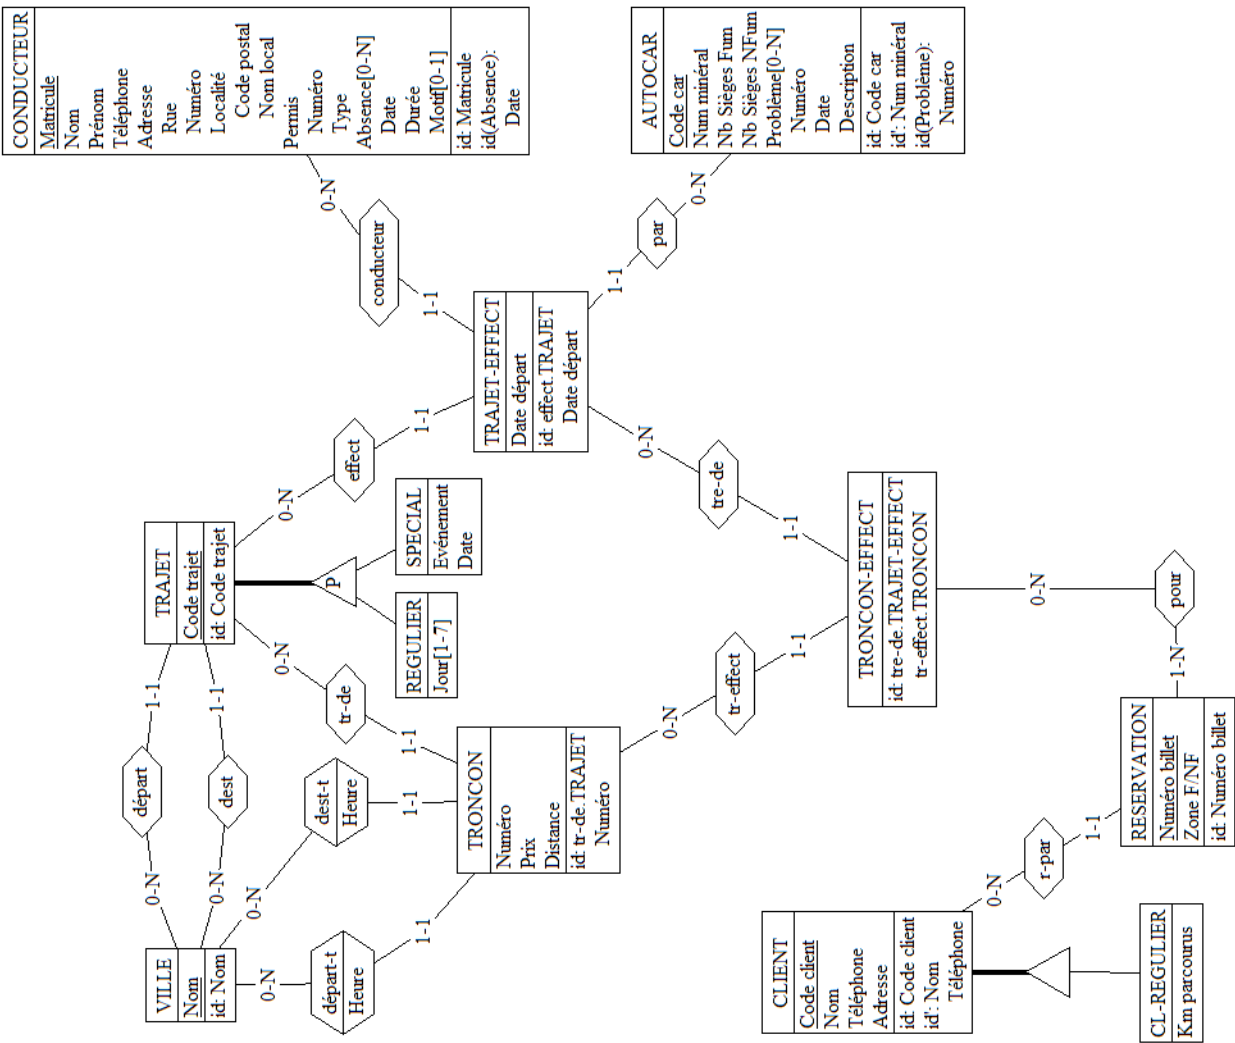 CONDUCTEUR
Matricule
Nom
Prénom
Téléphone
Adresse
Rue
Numéro
Localité
Code postal
Nom local
Permis
Numéro
Type
Absence[0-N]
Date
Durée
Motif[0-1]
id: Matricule
id(Absence):
Date
AUTOCAR
Code car
Num minéral
Nb Sièges Fum
Nb Sièges NFum
Problème[0-N]
Numéro
Date
Description
id: Code car
id': Num minéral
id(Problème):
Numéro
0-N
conducteur
1-1
0-N
par
1-1
TRAJET-EFFECT
Date départ
id: effect.TRAJET
Date départ
1-1
effect
0-N
0-N
tre-de
1-1
TRAJET
Code trajet
id: Code trajet
P
SPECIAL
Evénement
Date
REGULIER
Jour[1-7]
TRONCON-EFFECT
id: tre-de.TRAJET-EFFECT
tr-effect.TRONCON
1-1
départ
0-N
1-1
dest
0-N
0-N
tr-de
1-1
1-1
dest-t
Heure
0-N
TRONCON
Numéro
Prix
Distance
id: tr-de.TRAJET
Numéro
0-N
tr-effect
1-1
0-N
pour
1-N
VILLE
Nom
id: Nom
0-N
départ-t
Heure
1-1
RESERVATION
Numéro billet
Zone F/NF
id: Numéro billet
1-1
r-par
0-N
CLIENT
Code client
Nom
Téléphone
Adresse
id: Code client
id': Nom
Téléphone
CL-REGULIER
Km parcourus